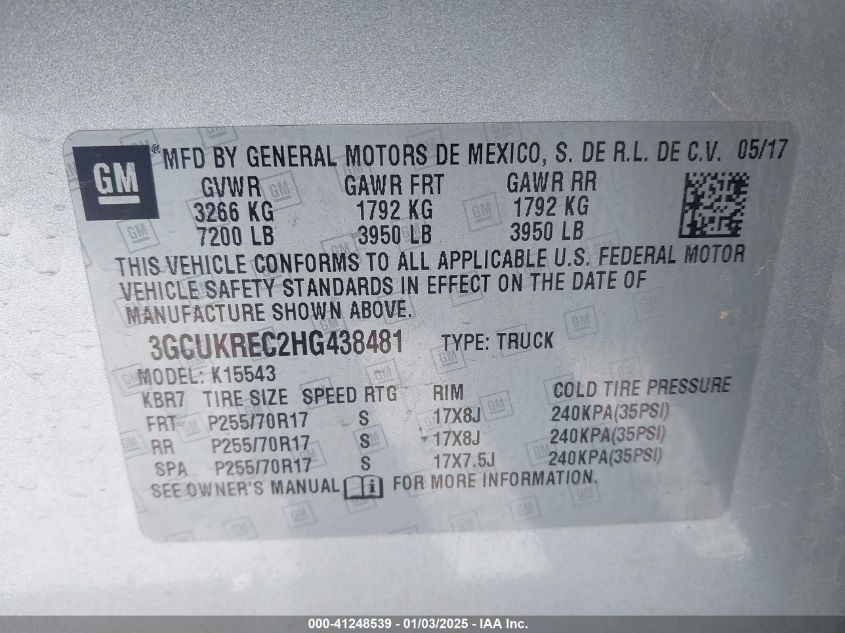 GM ® MFD BY GENERAL MOTORS DE MEXICO, S. DE R.L. DE C.V. 05/17
GVWR GAWR FRT GAWR RR
3266 KG 1792 KG 1792 KG
7200 LB 3950 LB 3950 LB
THIS VEHICLE CONFORMS TO ALL APPLICABLE U.S. FEDERAL MOTOR
VEHICLE SAFETY STANDARDS IN EFFECT ON THE DATE OF
MANUFACTURE SHOWN ABOVE.
3GCUKREC2HG438481 TYPE: TRUCK
MODEL: K15543
KBR7 TIRE SIZE SPEED RTG RIM COLD TIRE PRESSURE
FRT P255/70R17 S 17X8J 240KPA(35PSI)
RR P255/70R17 S 17X8J 240KPA(35PSI)
SPA P255/70R17 S 17X7.5J 240KPA(35PSI)
SEE OWNER'S MANUAL FOR MORE INFORMATION.
000-41248539 - 01/03/2025 - IAA Inc.